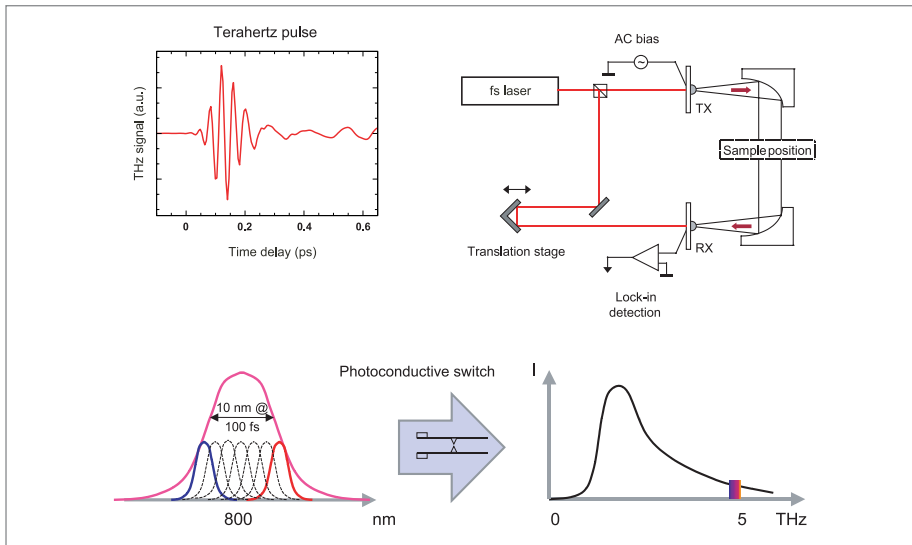 Terahertz pulse
THz signal (a.u.)
0
0.2
0.4
0.6
Time delay (ps)
AC bias
fs laser
TX
Sample position
RX
Translation stage
Lock-in
detection
Photoconductive switch
10 nm @
100 fs
800
nm
I
0
5
THz